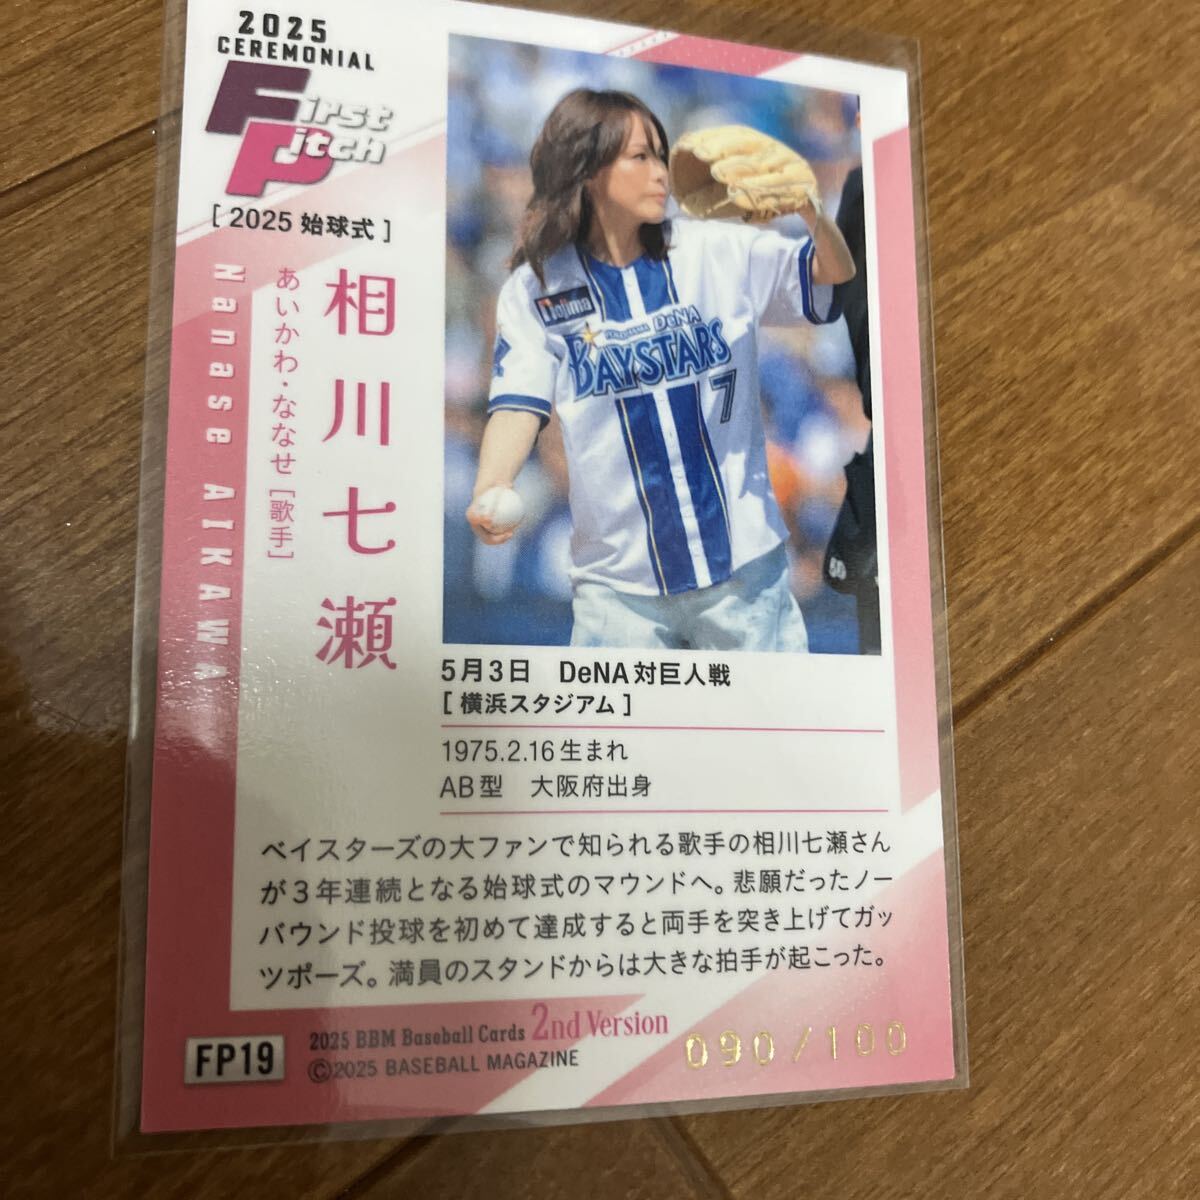 2025
CEREMONIAL
First
Pitch
[ 2025 始球式 ]
相川七瀬
あいかわ・ななせ [歌手]
Nanase AIKAWA
Nojima
YOKOHAMA DeNA
BAYSTARS
7
5月3日　DeNA対巨人戦
[ 横浜スタジアム ]
1975.2.16生まれ
AB型　大阪府出身
ベイスターズの大ファンで知られる歌手の相川七瀬さん
が3年連続となる始球式のマウンドへ。悲願だったノー
バウンド投球を初めて達成すると両手を突き上げてガッ
ツポーズ。満員のスタンドからは大きな拍手が起こった。
2025 BBM Baseball Cards 2nd Version
FP19
©2025 BASEBALL MAGAZINE
090/100